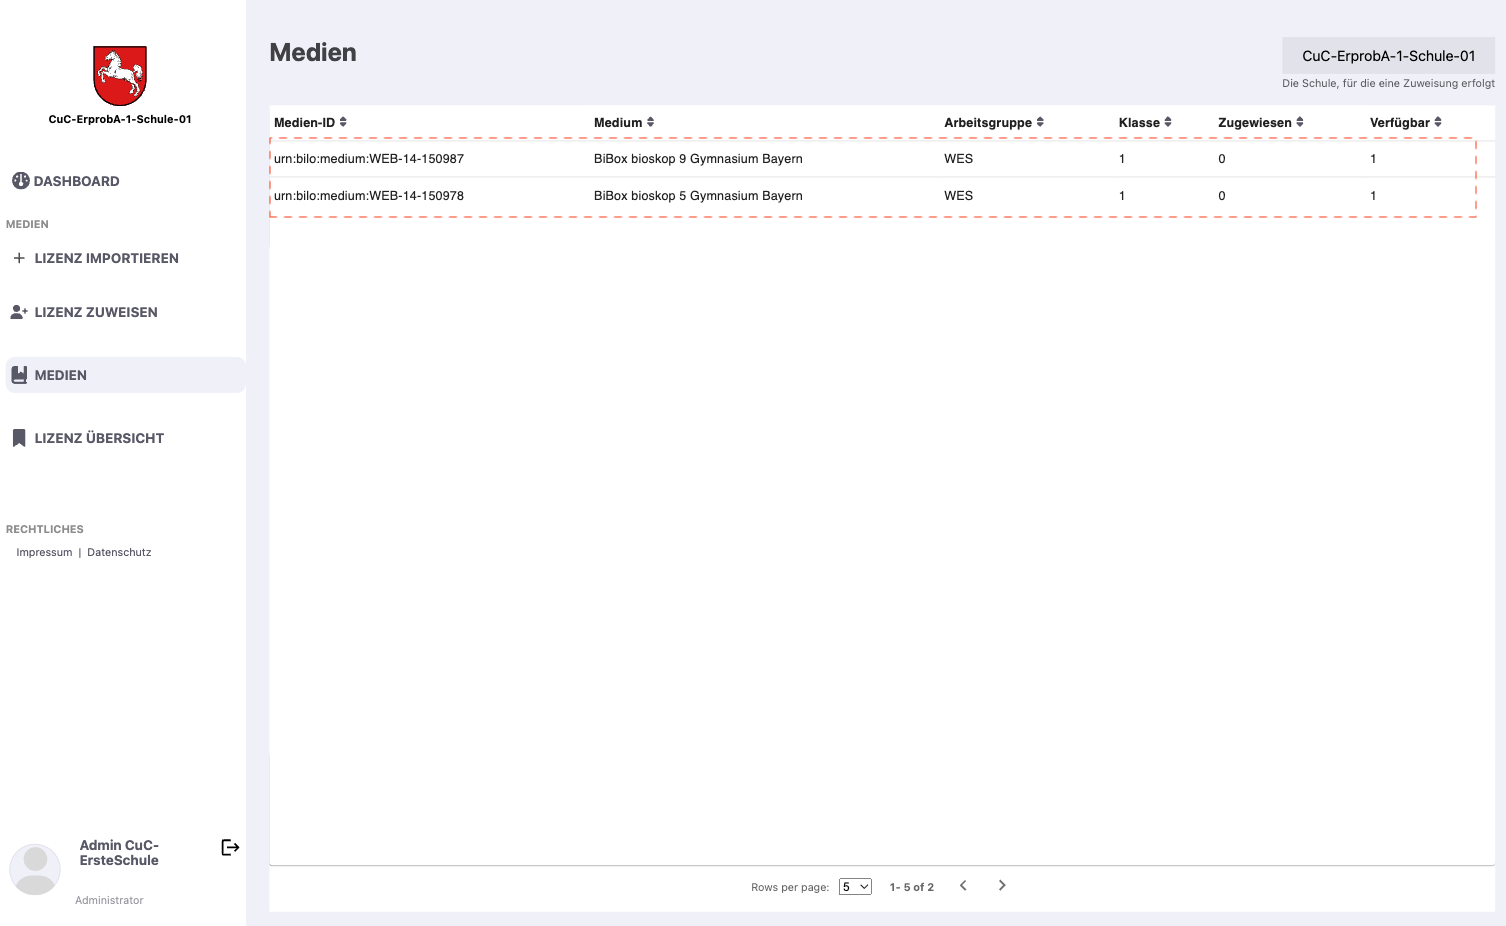 CuC-ErprobA-1-Schule-01
DASHBOARD
MEDIEN
LIZENZ IMPORTIEREN
LIZENZ ZUWEISEN
MEDIEN
LIZENZ ÜBERSICHT
RECHTLICHES
Impressum | Datenschutz
Admin CuC-
ErsteSchule
Administrator
Medien
CuC-ErprobA-1-Schule-01
Die Schule, für die eine Zuweisung erfolgt
Medien-ID Medium Arbeitsgruppe Klasse Zugewiesen Verfügbar
urn:bilo:medium:WEB-14-150987 BiBox bioskop 9 Gymnasium Bayern WES 1 0 1
urn:bilo:medium:WEB-14-150978 BiBox bioskop 5 Gymnasium Bayern WES 1 0 1
Rows per page: 5 1- 5 of 2